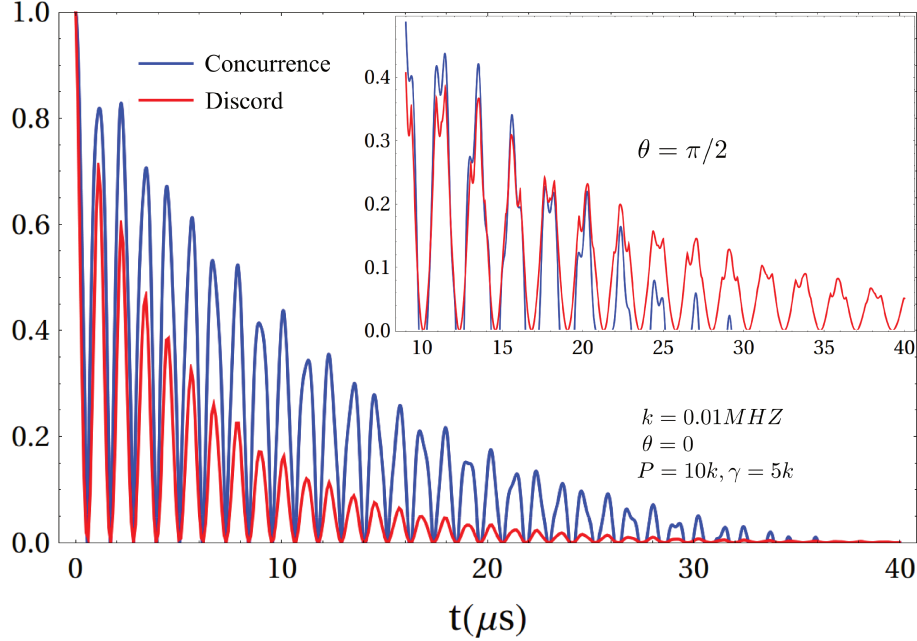 1.0
0.8
0.6
0.4
0.2
0.0
Concurrence
Discord
0.4
0.3
0.2
0.1
0.0
θ = π/2
10 15 20 25 30 35 40
k = 0.01MHZ
θ = 0
P = 10k, γ = 5k
0 10 20 30 40
t(μs)